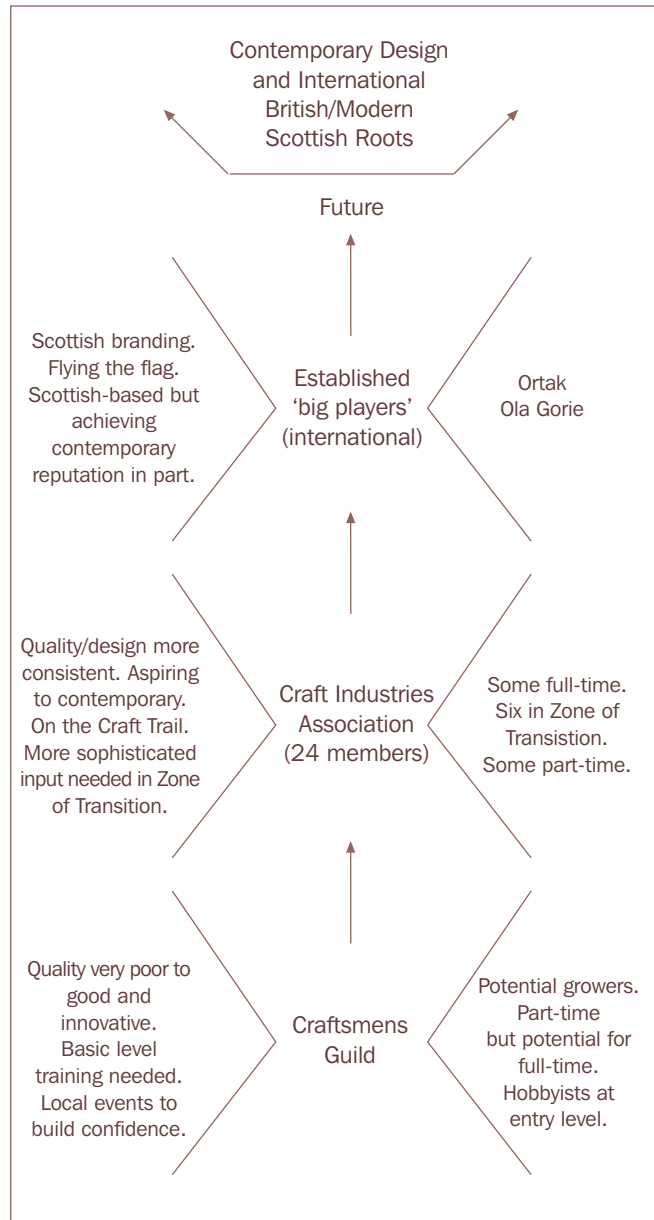 Contemporary Design
and International
British/Modern
Scottish Roots
Future
Scottish branding.
Flying the flag.
Scottish-based but
achieving
contemporary
reputation in part.
Established
‘big players’
(international)
Ortak
Ola Gorie
Quality/design more
consistent. Aspiring
to contemporary.
On the Craft Trail.
More sophisticated
input needed in Zone
of Transition.
Craft Industries
Association
(24 members)
Some full-time.
Six in Zone of
Transistion.
Some part-time.
Quality very poor to
good and
innovative.
Basic level
training needed.
Local events to
build confidence.
Craftsmens
Guild
Potential growers.
Part-time
but potential for
full-time.
Hobbyists at
entry level.